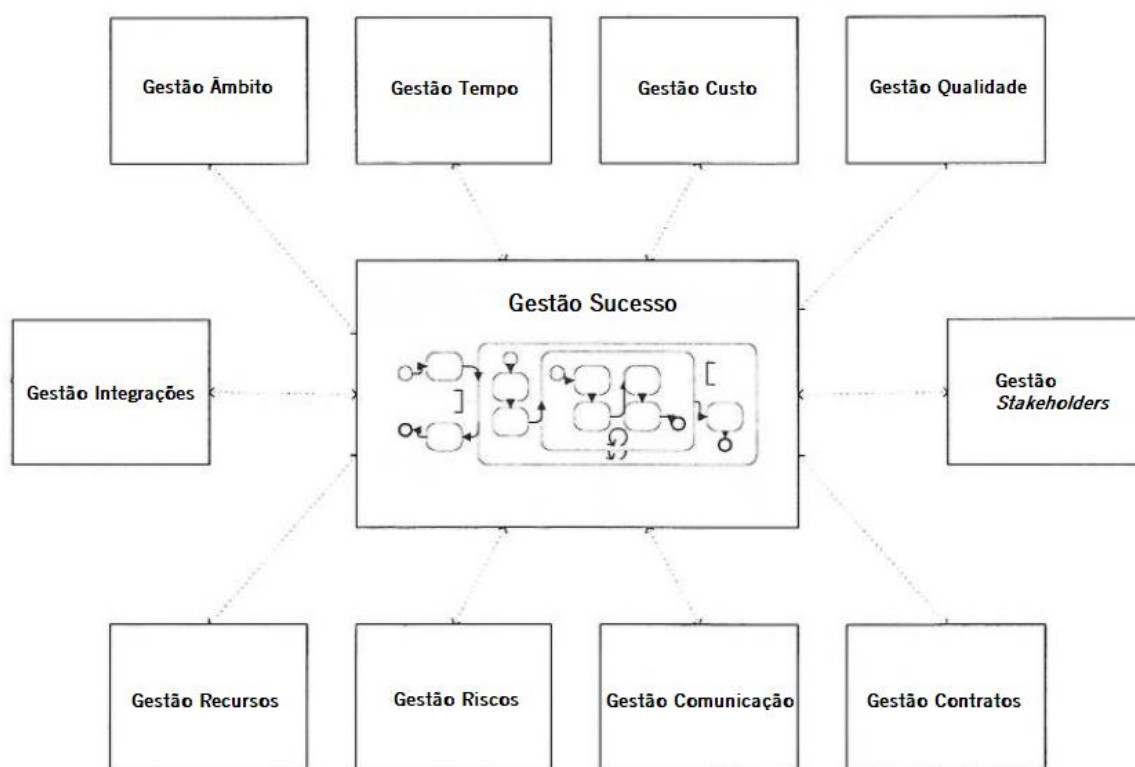 Gestão Âmbito
Gestão Tempo
Gestão Custo
Gestão Qualidade
Gestão Sucesso
Gestão Integrações
Gestão
Stakeholders
Gestão Recursos
Gestão Riscos
Gestão Comunicação
Gestão Contratos